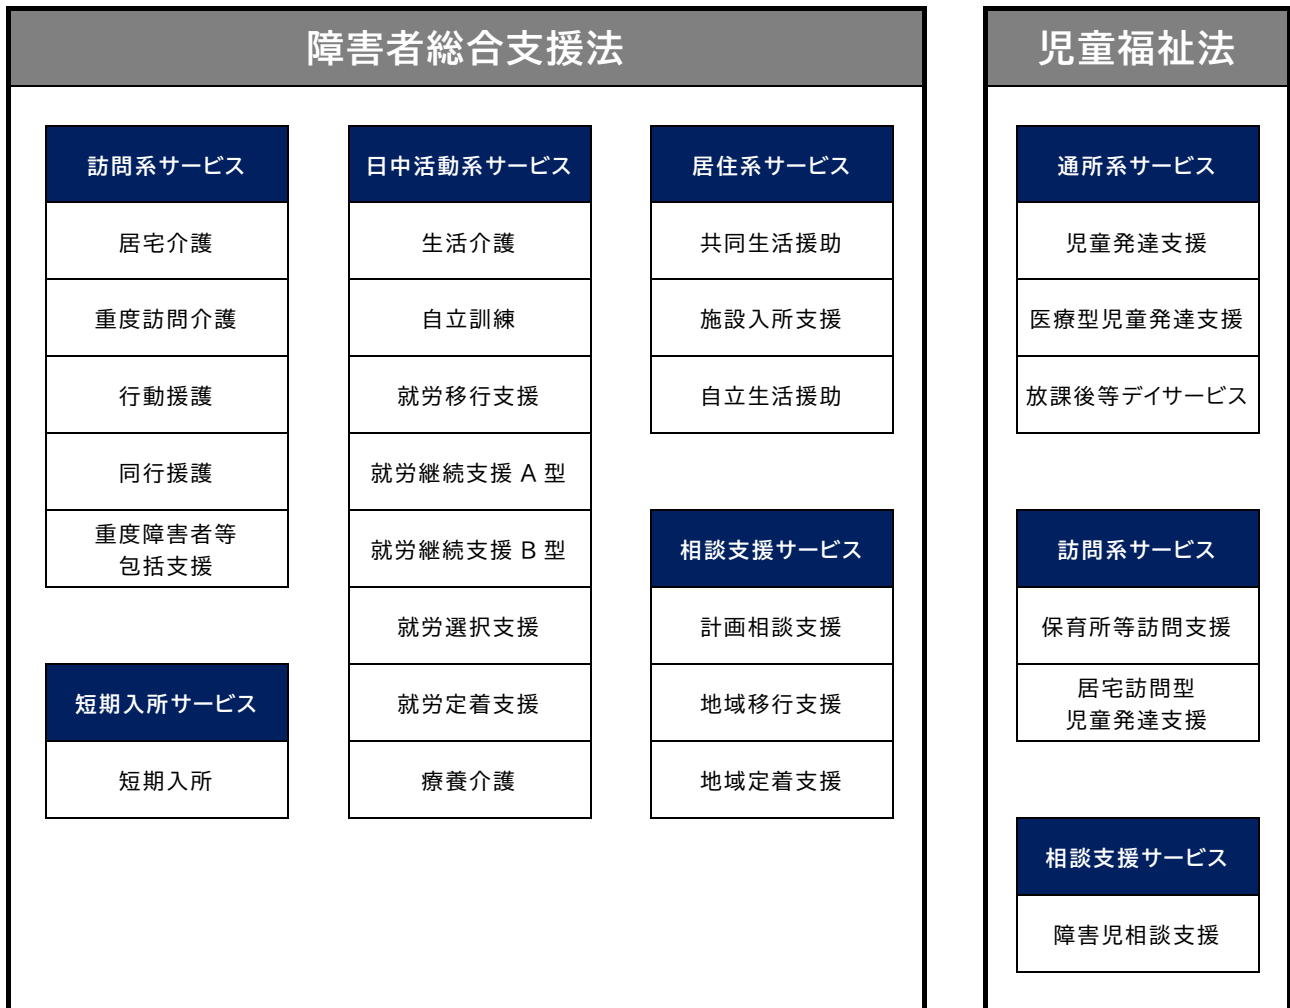 障害者総合支援法
訪問系サービス
居宅介護
重度訪問介護
行動援護
同行援護
重度障害者等
包括支援
短期入所サービス
短期入所
日中活動系サービス
生活介護
自立訓練
就労移行支援
就労継続支援 A 型
就労継続支援 B 型
就労選択支援
就労定着支援
療養介護
居住系サービス
共同生活援助
施設入所支援
自立生活援助
相談支援サービス
計画相談支援
地域移行支援
地域定着支援
児童福祉法
通所系サービス
児童発達支援
医療型児童発達支援
放課後等デイサービス
訪問系サービス
保育所等訪問支援
居宅訪問型
児童発達支援
相談支援サービス
障害児相談支援